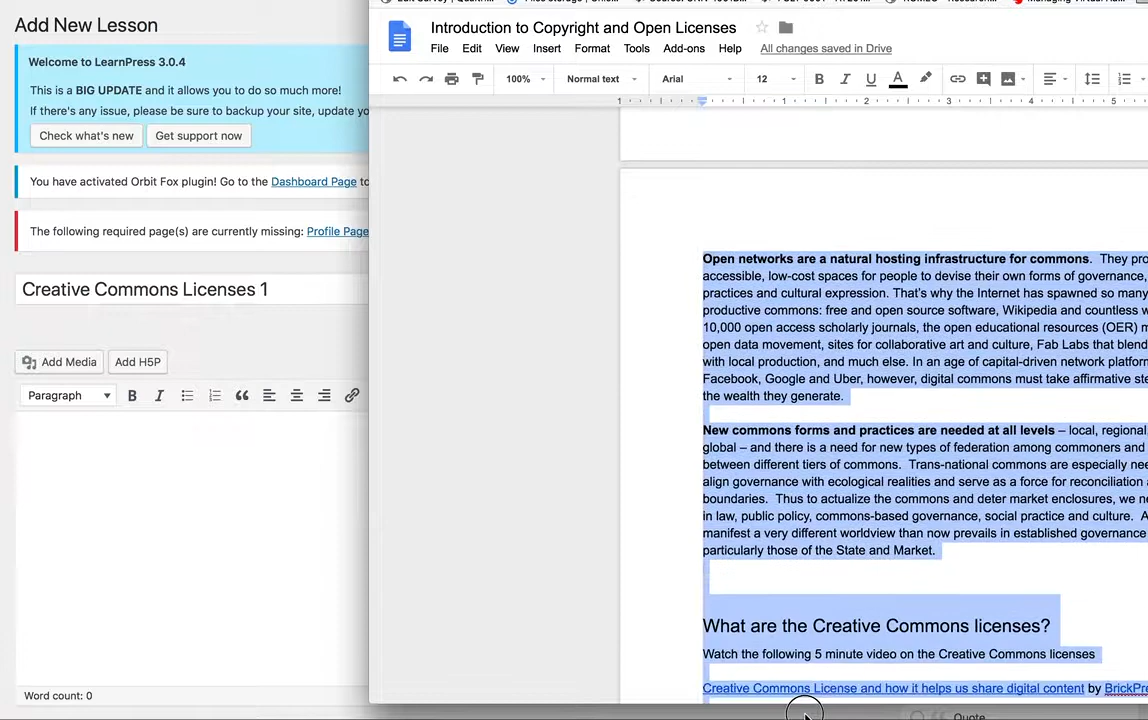 Add New Lesson
Welcome to LearnPress 3.0.4
This is a BIG UPDATE and it allows you to do so much more!
If there's any issue, please be sure to backup your site, update yo
Check what's new
Get support now
You have activated Orbit Fox plugin! Go to the Dashboard Page to
The following required page(s) are currently missing: Profile Page
Creative Commons Licenses 1
Add Media
Add H5P
Paragraph
Word count: 0
Introduction to Copyright and Open Licenses
File Edit View Insert Format Tools Add-ons Help All changes saved in Drive
100% Normal text Arial 12 B I U A
1 1 2 3 4 5
Open networks are a natural hosting infrastructure for commons. They pro
accessible, low-cost spaces for people to devise their own forms of governance,
practices and cultural expression. That's why the Internet has spawned so many
productive commons: free and open source software, Wikipedia and countless w
10,000 open access scholarly journals, the open educational resources (OER) m
open data movement, sites for collaborative art and culture, Fab Labs that blend
with local production, and much else. In an age of capital-driven network platform
Facebook, Google and Uber, however, digital commons must take affirmative ste
the wealth they generate.
New commons forms and practices are needed at all levels – local, regional,
global – and there is a need for new types of federation among commoners and
between different tiers of commons. Trans-national commons are especially nee
align governance with ecological realities and serve as a force for reconciliation a
boundaries. Thus to actualize the commons and deter market enclosures, we ne
in law, public policy, commons-based governance, social practice and culture. A
manifest a very different worldview than now prevails in established governance
particularly those of the State and Market.
What are the Creative Commons licenses?
Watch the following 5 minute video on the Creative Commons licenses
Creative Commons License and how it helps us share digital content by BrickPre
Quote